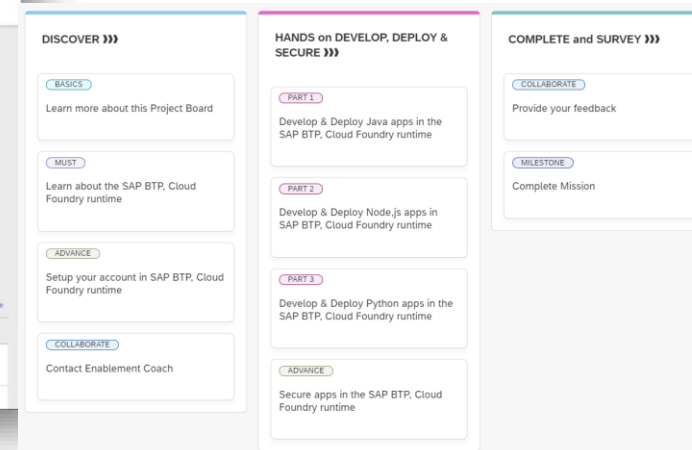 DISCOVER ❯❯❯
BASICS
Learn more about this Project Board
MUST
Learn about the SAP BTP, Cloud
Foundry runtime
ADVANCE
Setup your account in SAP BTP, Cloud
Foundry runtime
COLLABORATE
Contact Enablement Coach
HANDS on DEVELOP, DEPLOY &
SECURE ❯❯❯
PART 1
Develop & Deploy Java apps in the
SAP BTP, Cloud Foundry runtime
PART 2
Develop & Deploy Node.js apps in
SAP BTP, Cloud Foundry runtime
PART 3
Develop & Deploy Python apps in the
SAP BTP, Cloud Foundry runtime
ADVANCE
Secure apps in the SAP BTP, Cloud
Foundry runtime
COMPLETE and SURVEY ❯❯❯
COLLABORATE
Provide your feedback
MILESTONE
Complete Mission